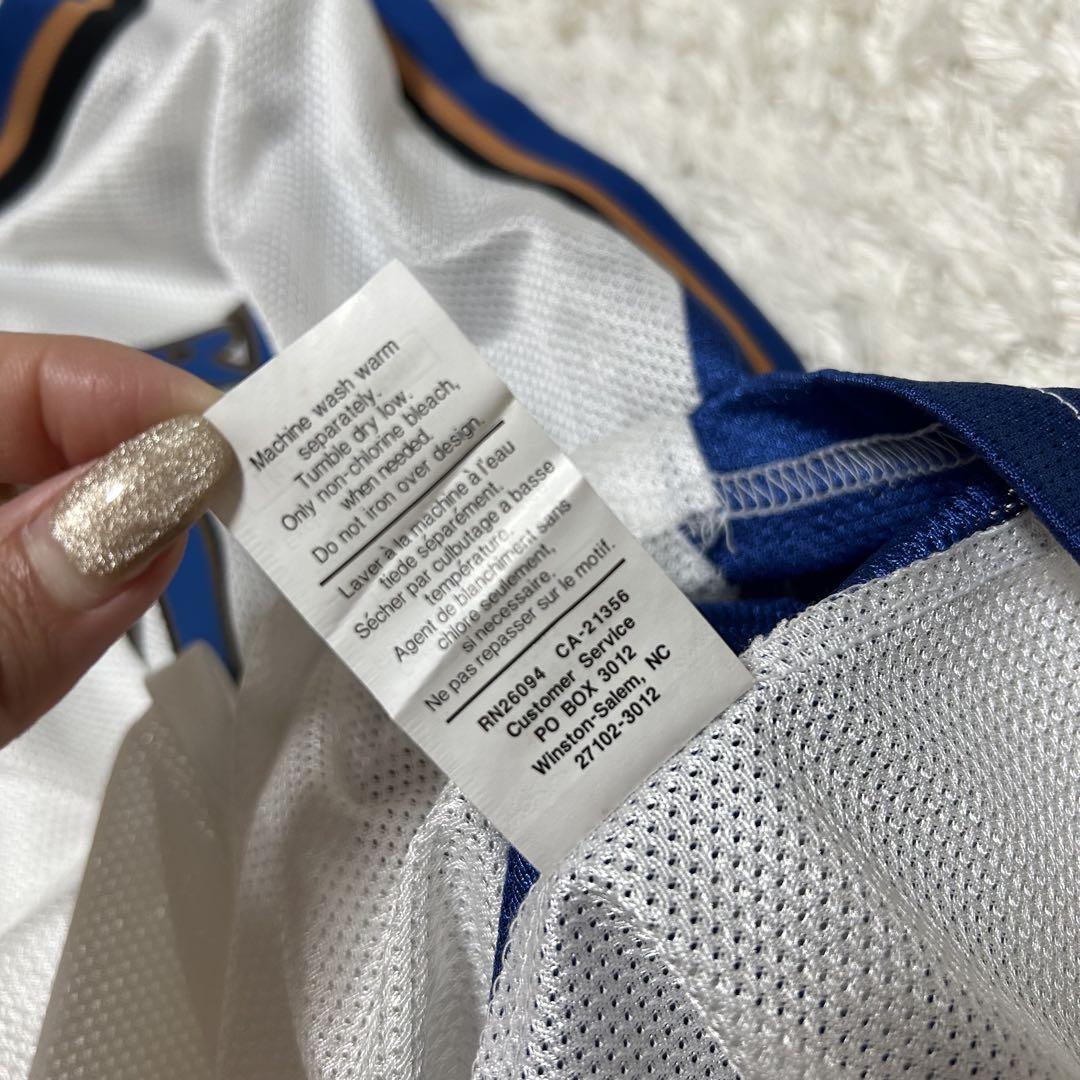 Machine wash warm
separately.
Tumble dry low.
Only non-chlorine bleach,
when needed.
Do not iron over design.
Laver à la machine à l'eau
tiede séparément.
Sécher par culbutage à basse
température.
Agent de blanchiment sans
chlore seulement,
si necessaire.
Ne pas repasser sur le motif.
RN26094 CA-21356
Customer Service
PO BOX 3012
Winston-Salem, NC
27102-3012